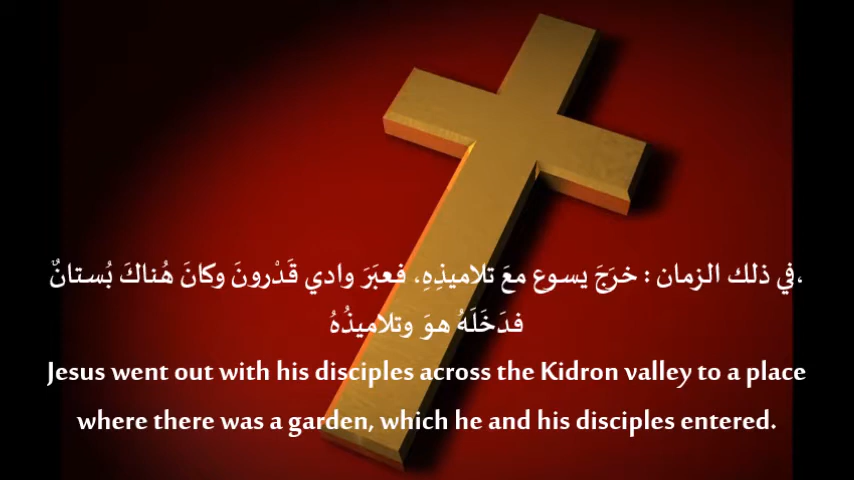 في ذلك الزمان : خرَجَ يسوع معَ تلاميذِهِ، فعبَرَ وادي قَدْرونَ وكانَ هُناكَ بُستانٌ،
فدَخَلَهُ هوَ وتلاميذُهُ
Jesus went out with his disciples across the Kidron valley to a place
where there was a garden, which he and his disciples entered.